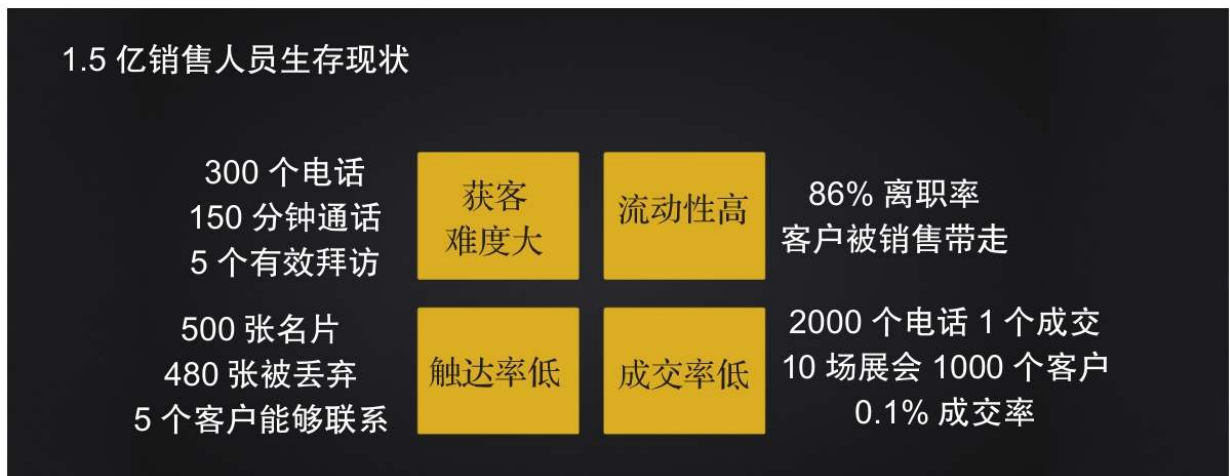 1.5 亿销售人员生存现状
300 个电话
150 分钟通话
5 个有效拜访
获客
难度大
流动性高
86% 离职率
客户被销售带走
500 张名片
480 张被丢弃
5 个客户能够联系
触达率低
成交率低
2000 个电话 1 个成交
10 场展会 1000 个客户
0.1% 成交率